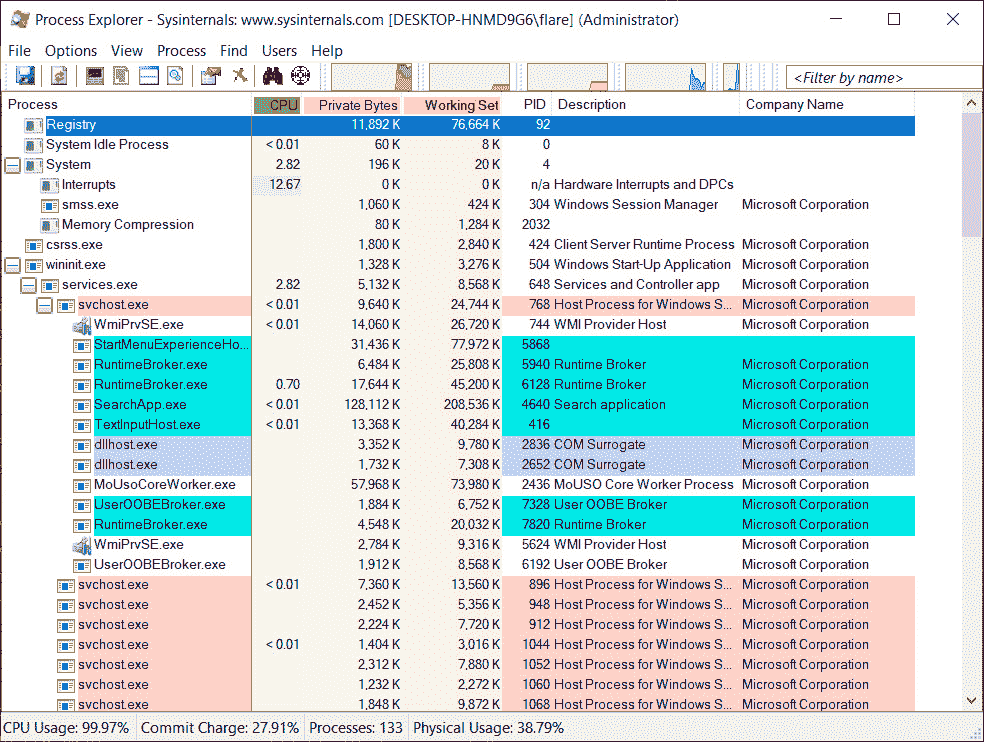 Process Explorer - Sysinternals: www.sysinternals.com [DESKTOP-HNMD9G6\flare] (Administrator)
File Options View Process Find Users Help
<Filter by name>
Process CPU Private Bytes Working Set PID Description Company Name
Registry 11,892 K 76,664 K 92
System Idle Process < 0.01 60 K 8 K 0
System 2.82 196 K 20 K 4
Interrupts 12.67 0 K 0 K n/a Hardware Interrupts and DPCs
smss.exe 1,060 K 424 K 304 Windows Session Manager Microsoft Corporation
Memory Compression 80 K 1,284 K 2032
csrss.exe 1,800 K 2,840 K 424 Client Server Runtime Process Microsoft Corporation
wininit.exe 1,328 K 3,276 K 504 Windows Start-Up Application Microsoft Corporation
services.exe 2.82 5,132 K 8,568 K 648 Services and Controller app Microsoft Corporation
svchost.exe < 0.01 9,640 K 24,744 K 768 Host Process for Windows S... Microsoft Corporation
WmiPrvSE.exe < 0.01 14,060 K 26,720 K 744 WMI Provider Host Microsoft Corporation
StartMenuExperienceHo... 31,436 K 77,972 K 5868
RuntimeBroker.exe 6,484 K 25,808 K 5940 Runtime Broker Microsoft Corporation
RuntimeBroker.exe 0.70 17,644 K 45,200 K 6128 Runtime Broker Microsoft Corporation
SearchApp.exe < 0.01 128,112 K 208,536 K 4640 Search application Microsoft Corporation
TextInputHost.exe < 0.01 13,368 K 40,284 K 416 Microsoft Corporation
dllhost.exe 3,352 K 9,780 K 2836 COM Surrogate Microsoft Corporation
dllhost.exe 1,732 K 7,308 K 2652 COM Surrogate Microsoft Corporation
MoUsoCoreWorker.exe 57,968 K 73,980 K 2436 MoUSO Core Worker Process Microsoft Corporation
UserOOBEBroker.exe 1,884 K 6,752 K 7328 User OOBE Broker Microsoft Corporation
RuntimeBroker.exe 4,548 K 20,032 K 7820 Runtime Broker Microsoft Corporation
WmiPrvSE.exe 2,784 K 9,316 K 5624 WMI Provider Host Microsoft Corporation
UserOOBEBroker.exe 1,912 K 8,568 K 6192 User OOBE Broker Microsoft Corporation
svchost.exe < 0.01 7,360 K 13,560 K 896 Host Process for Windows S... Microsoft Corporation
svchost.exe 2,452 K 5,356 K 948 Host Process for Windows S... Microsoft Corporation
svchost.exe 2,224 K 7,720 K 912 Host Process for Windows S... Microsoft Corporation
svchost.exe < 0.01 1,404 K 3,016 K 1044 Host Process for Windows S... Microsoft Corporation
svchost.exe 2,312 K 7,880 K 1052 Host Process for Windows S... Microsoft Corporation
svchost.exe 1,232 K 2,272 K 1060 Host Process for Windows S... Microsoft Corporation
svchost.exe 1,848 K 9,872 K 1068 Host Process for Windows S... Microsoft Corporation
CPU Usage: 99.97% Commit Charge: 27.91% Processes: 133 Physical Usage: 38.79%